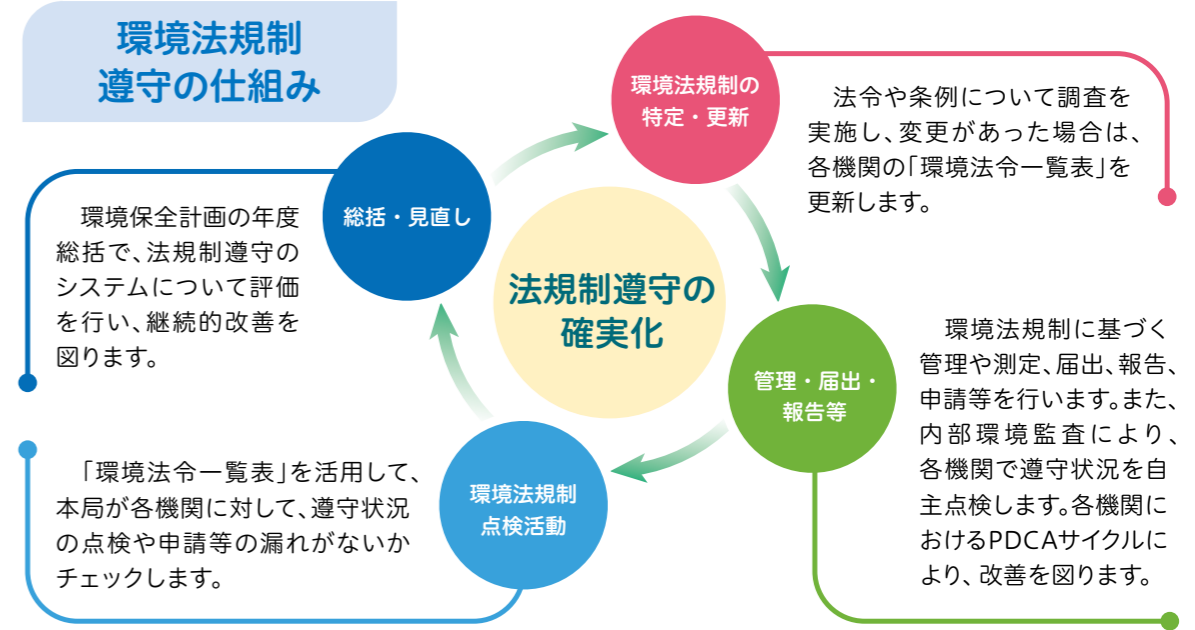 環境法規制
遵守の仕組み
環境法規制の
特定・更新
法令や条例について調査を
実施し、変更があった場合は、
各機関の「環境法令一覧表」を
更新します。
総括・見直し
環境保全計画の年度
総括で、法規制遵守の
システムについて評価
を行い、継続的改善を
図ります。
法規制遵守の
確実化
管理・届出・
報告等
環境法規制に基づく
管理や測定、届出、報告、
申請等を行います。また、
内部環境監査により、
各機関で遵守状況を自
主点検します。各機関に
おけるPDCAサイクルに
より、改善を図ります。
環境法規制
点検活動
「環境法令一覧表」を活用して、
本局が各機関に対して、遵守状況
の点検や申請等の漏れがないか
チェックします。